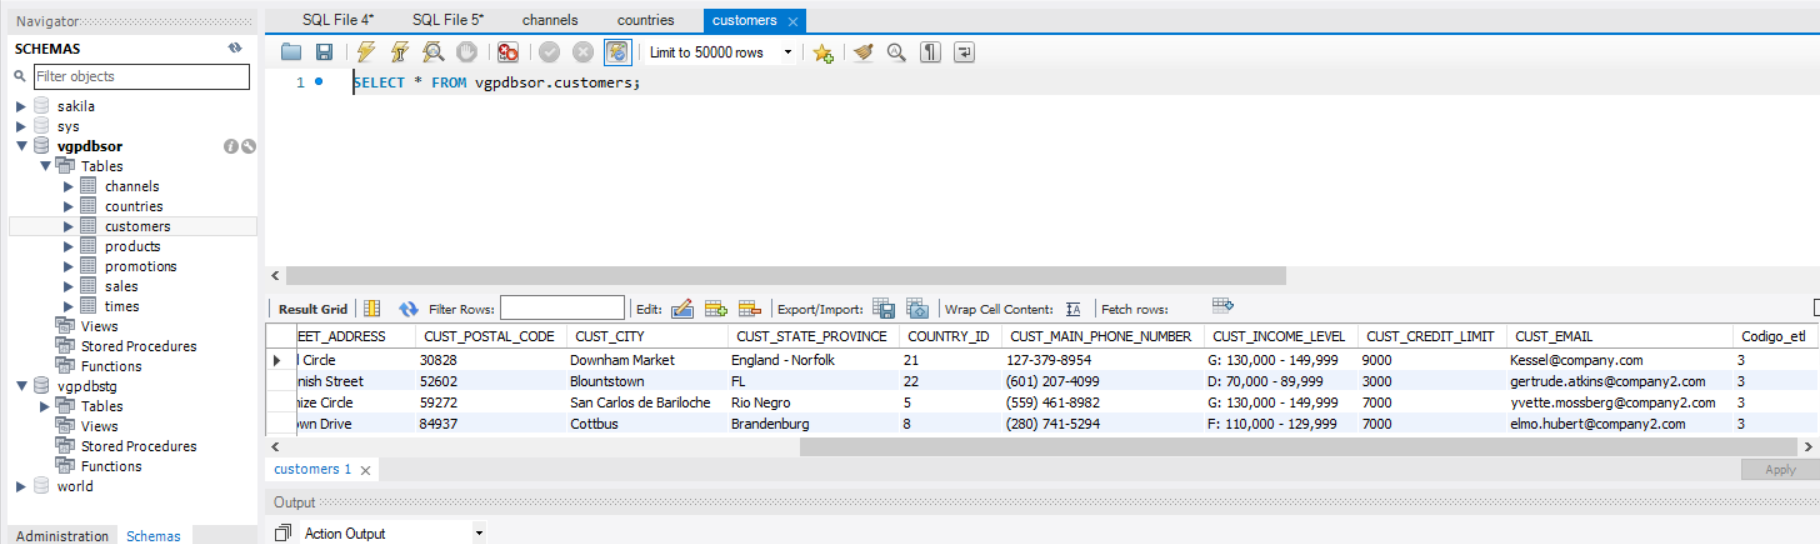 Navigator
SCHEMAS
Filter objects
sakila
sys
vgpdbsor
Tables
channels
countries
customers
products
promotions
sales
times
Views
Stored Procedures
Functions
vgpdbstg
Tables
Views
Stored Procedures
Functions
world
Administration Schemas
SQL File 4* SQL File 5* channels countries customers
Limit to 50000 rows
1 SELECT * FROM vgpdbsor.customers;
Result Grid Filter Rows: Edit: Export/Import: Wrap Cell Content: Fetch rows:
EET_ADDRESS CUST_POSTAL_CODE CUST_CITY CUST_STATE_PROVINCE COUNTRY_ID CUST_MAIN_PHONE_NUMBER CUST_INCOME_LEVEL CUST_CREDIT_LIMIT CUST_EMAIL Codigo_etl
l Circle 30828 Downham Market England - Norfolk 21 127-379-8954 G: 130,000 - 149,999 9000 Kessel@company.com 3
nish Street 52602 Blountstown FL 22 (601) 207-4099 D: 70,000 - 89,999 3000 gertrude.atkins@company2.com 3
nize Circle 59272 San Carlos de Bariloche Rio Negro 5 (559) 461-8982 G: 130,000 - 149,999 7000 yvette.mossberg@company2.com 3
wn Drive 84937 Cottbus Brandenburg 8 (280) 741-5294 F: 110,000 - 129,999 7000 elmo.hubert@company2.com 3
customers 1
Apply
Output
Action Output